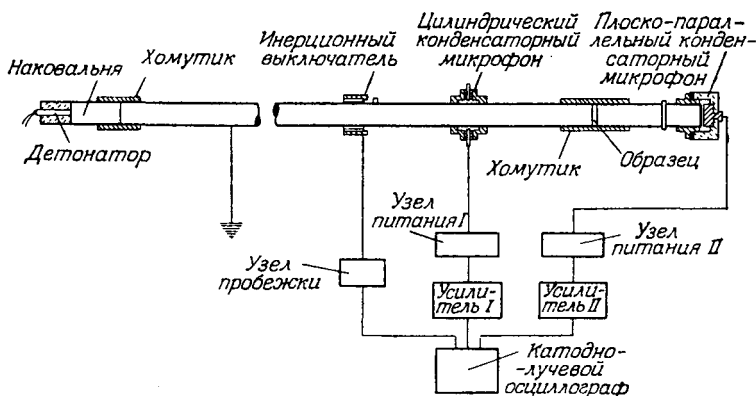 Наковальня
Хомутик
Детонатор
Инерционный
выключатель
Цилиндрический
конденсаторный
микрофон
Плоско-парал-
лельный конден-
саторный
микрофон
Хомутик
Образец
Узел
питания I
Узел
питания II
Узел
пробежки
Усили-
тель I
Усили-
тель II
Катодно-
-лучевой
осциллограф